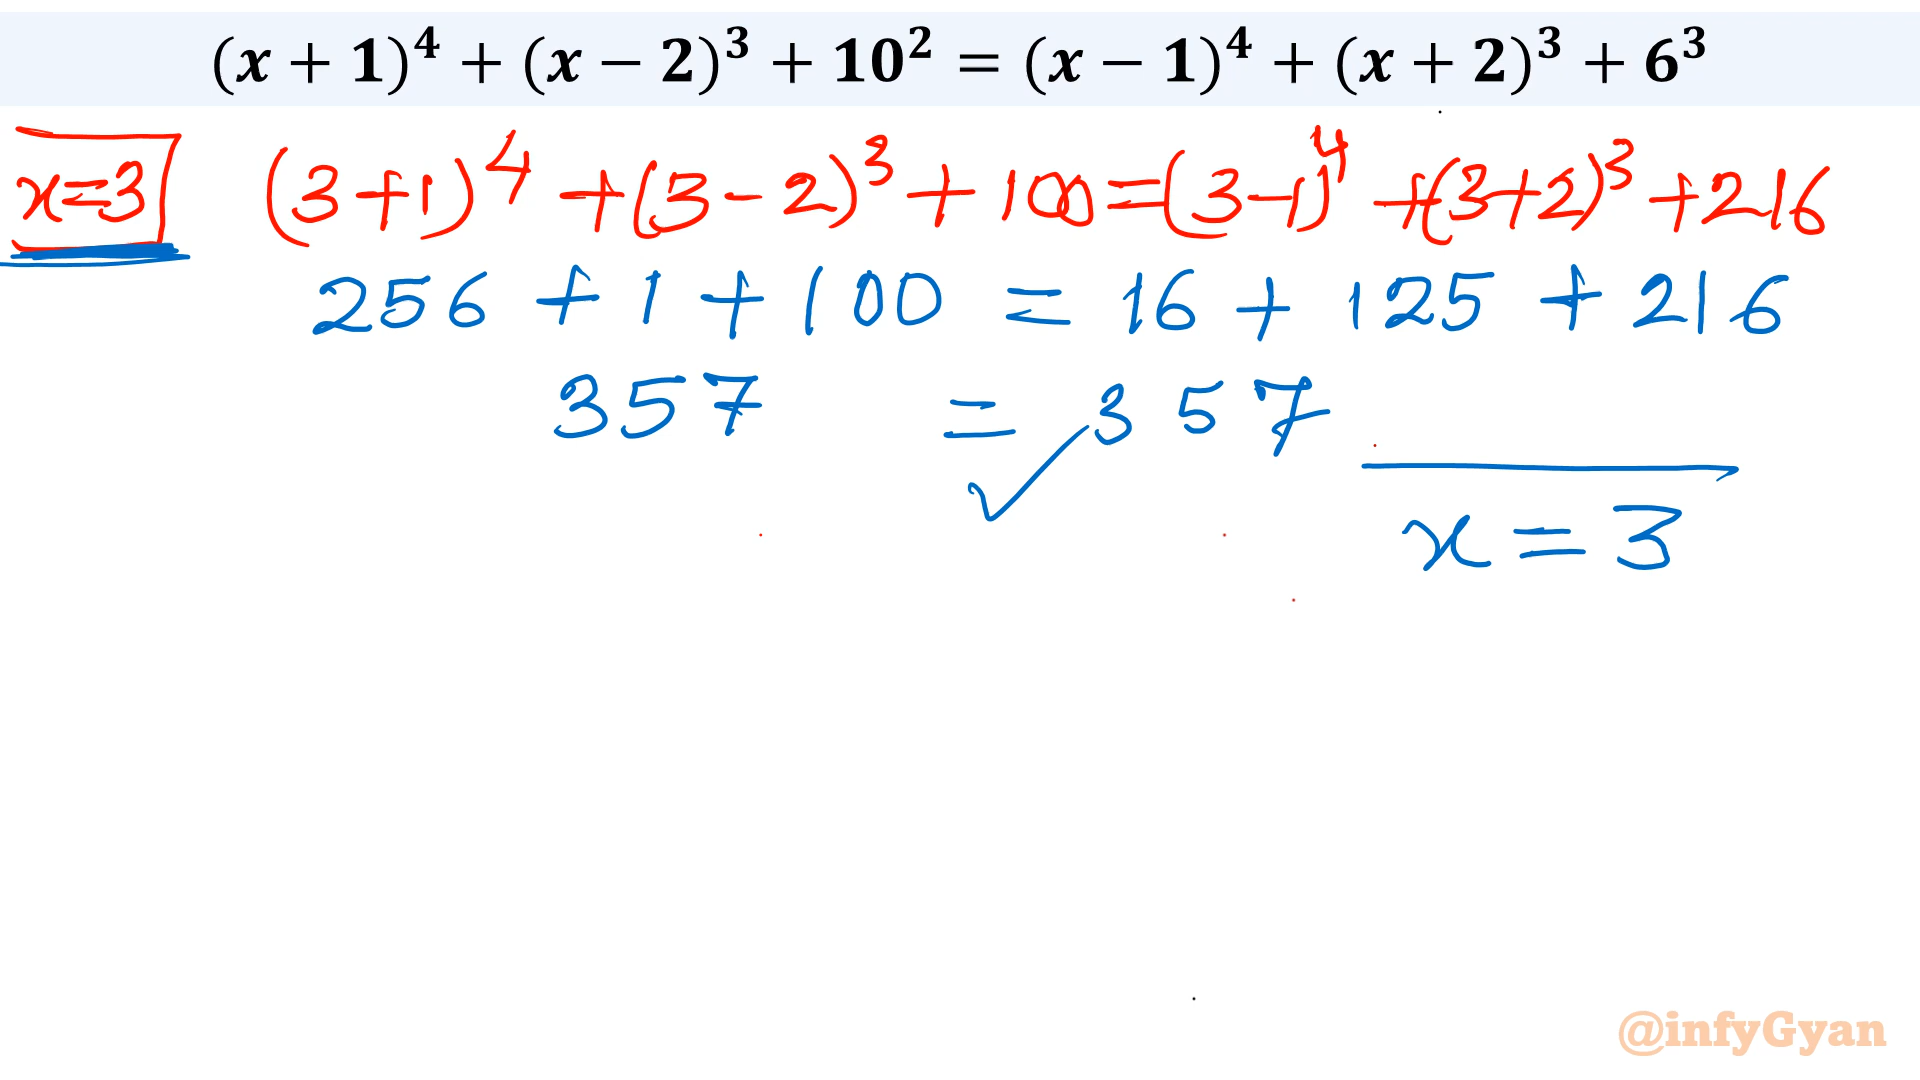 (x + 1)⁴ + (x − 2)³ + 10² = (x − 1)⁴ + (x + 2)³ + 6³
x=3 (3+1)⁴ + (3-2)³ + 100 = (3-1)⁴ + (3+2)³ + 216
256 + 1 + 100 = 16 + 125 + 216
357 = 357
x = 3
@infyGyan